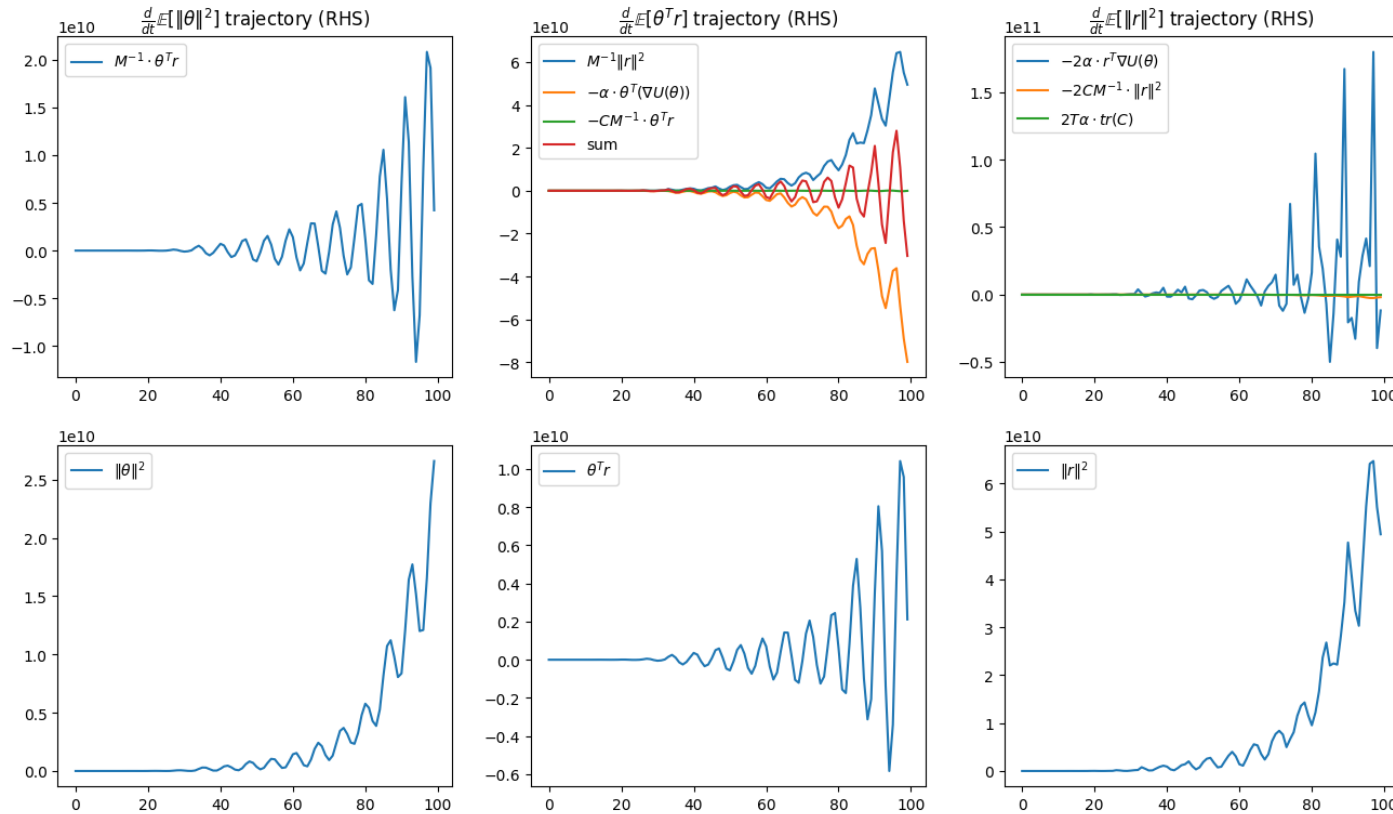 d/dt 𝔼[‖θ‖²] trajectory (RHS)
1e10
M⁻¹ · θᵀr
2.0
1.5
1.0
0.5
0.0
−0.5
−1.0
0 20 40 60 80 100
d/dt 𝔼[θᵀr] trajectory (RHS)
1e10
M⁻¹‖r‖²
−α · θᵀ(∇U(θ))
−CM⁻¹ · θᵀr
sum
6
4
2
0
−2
−4
−6
−8
0 20 40 60 80 100
d/dt 𝔼[‖r‖²] trajectory (RHS)
1e11
−2α · rᵀ∇U(θ)
−2CM⁻¹ · ‖r‖²
2Tα · tr(C)
1.5
1.0
0.5
0.0
−0.5
0 20 40 60 80 100
1e10
‖θ‖²
2.5
2.0
1.5
1.0
0.5
0.0
0 20 40 60 80 100
1e10
θᵀr
1.0
0.8
0.6
0.4
0.2
0.0
−0.2
−0.4
−0.6
0 20 40 60 80 100
1e10
‖r‖²
6
5
4
3
2
1
0
0 20 40 60 80 100